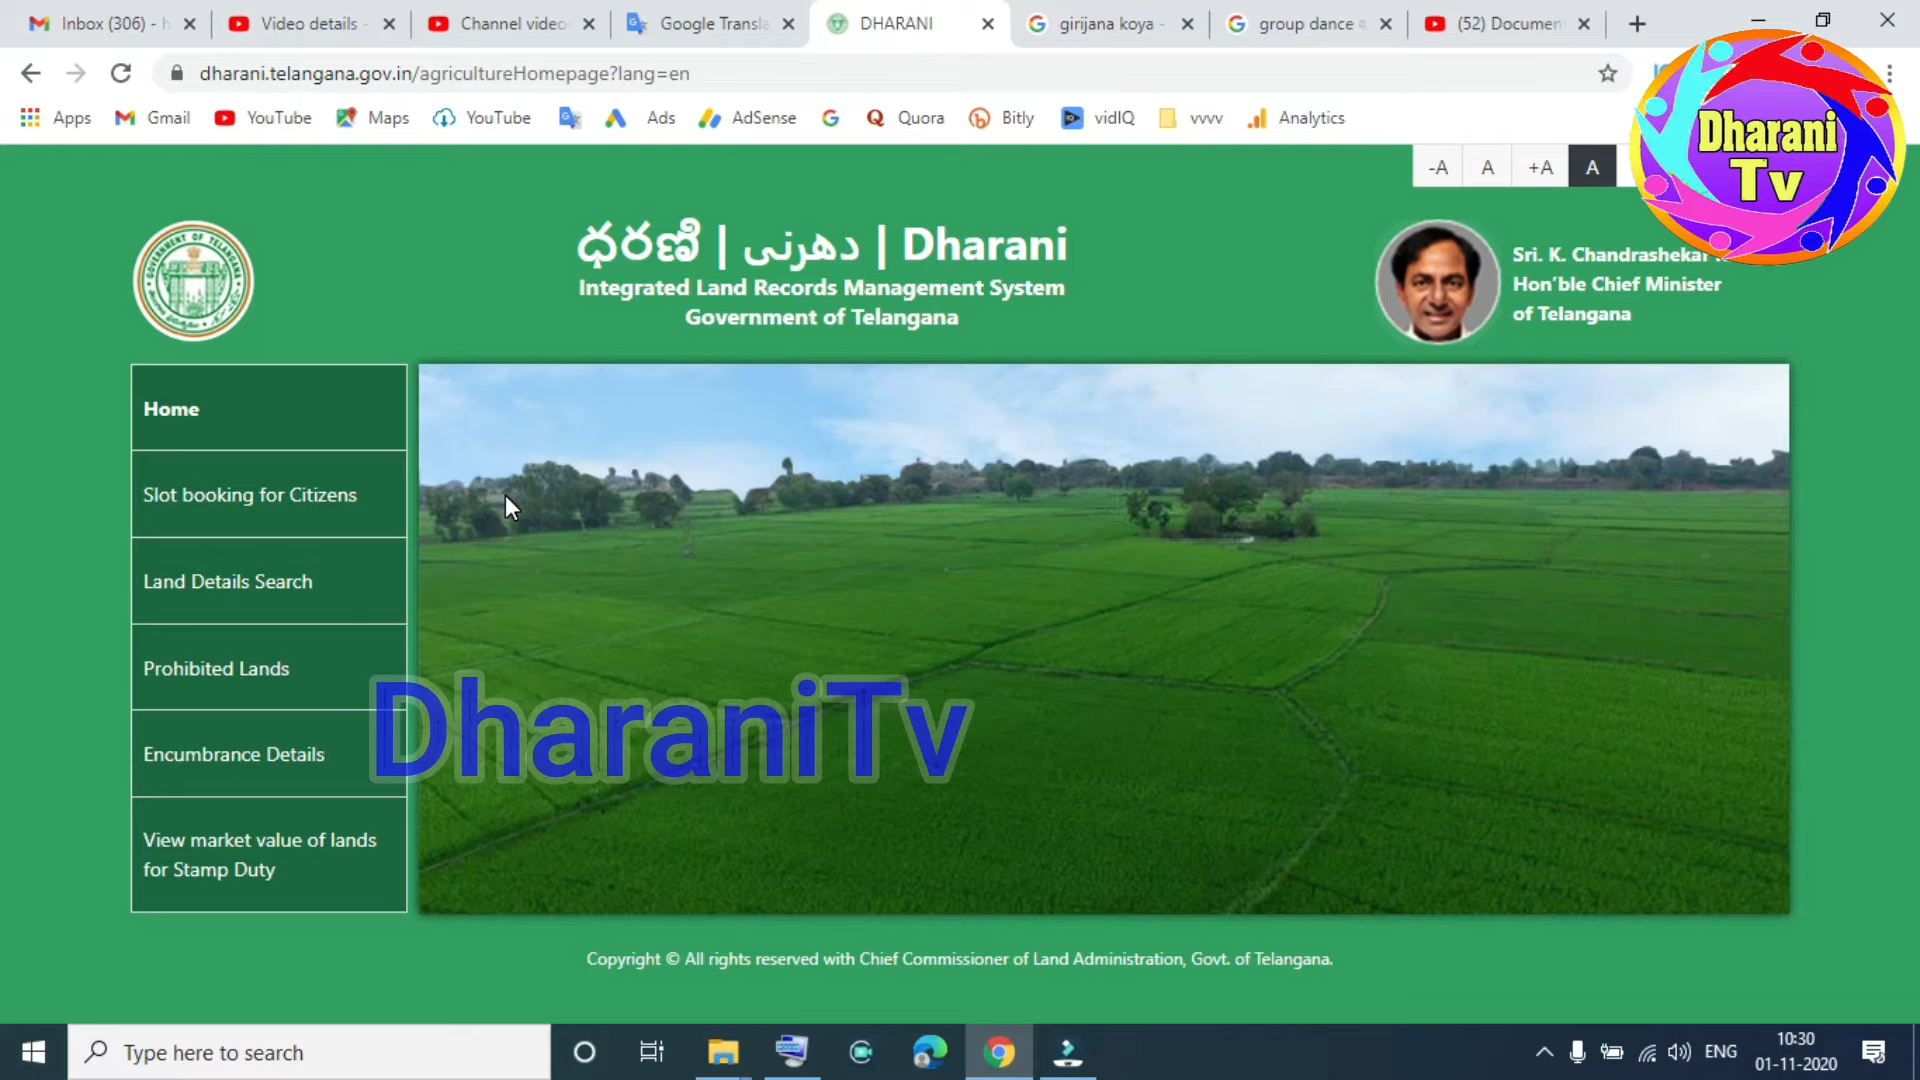 Inbox (306) - h
Video details -
Channel video
Google Transla
DHARANI
girijana koya -
group dance
(52) Documen
dharani.telangana.gov.in/agricultureHomepage?lang=en
Apps
Gmail
YouTube
Maps
YouTube
Ads
AdSense
Quora
Bitly
vidIQ
vvvv
Analytics
-A
A
+A
A
Dharani
Tv
ధరణి | دھرنی | Dharani
Integrated Land Records Management System
Government of Telangana
GOVERNMENT OF TELANGANA
Sri. K. Chandrashekar
Hon'ble Chief Minister
of Telangana
Home
Slot booking for Citizens
Land Details Search
Prohibited Lands
Encumbrance Details
View market value of lands
for Stamp Duty
DharaniTv
Copyright © All rights reserved with Chief Commissioner of Land Administration, Govt. of Telangana.
Type here to search
ENG
10:30
01-11-2020